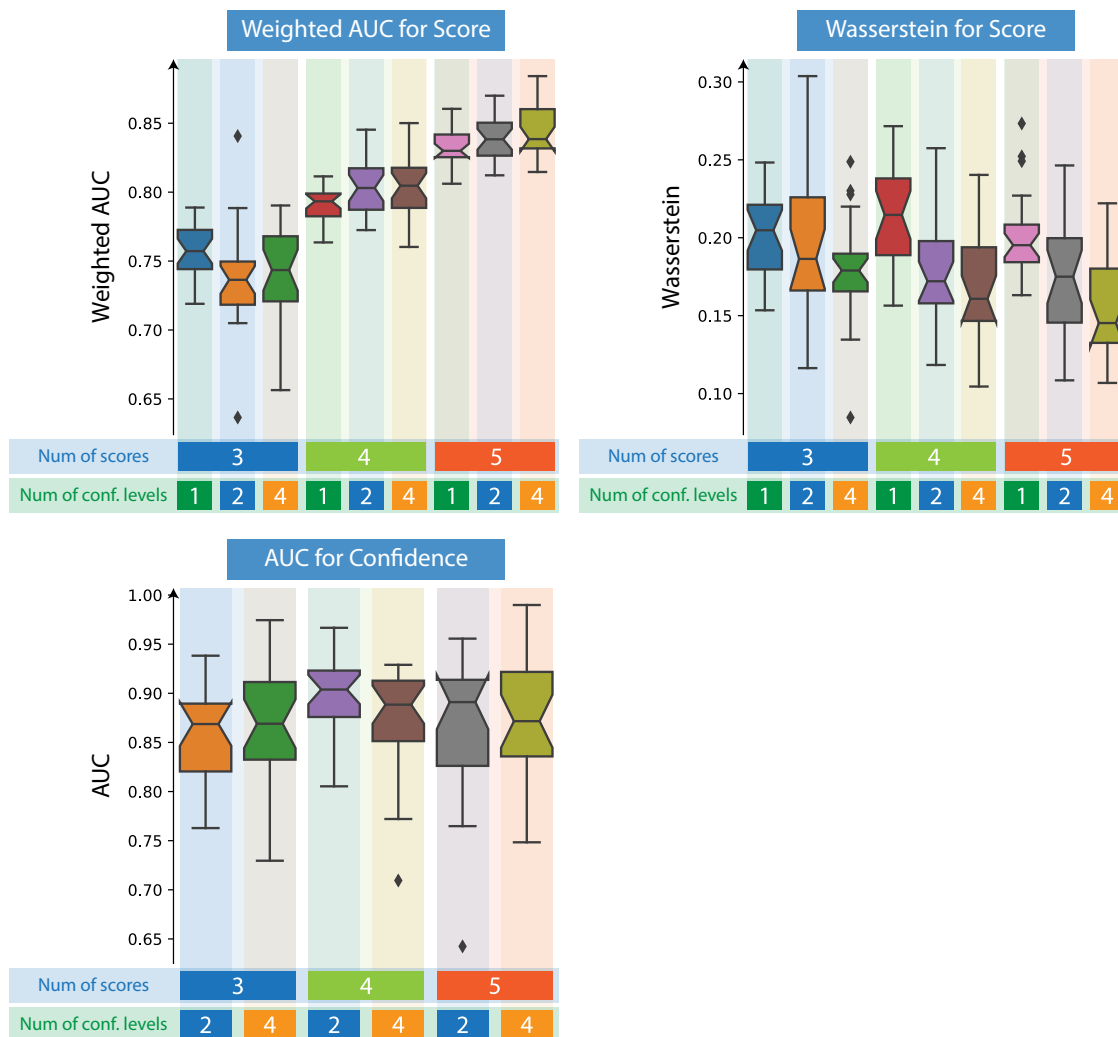 Weighted AUC for Score
Weighted AUC
0.85
0.80
0.75
0.70
0.65
Num of scores 3 4 5
Num of conf. levels 1 2 4 1 2 4 1 2 4
Wasserstein for Score
Wasserstein
0.30
0.25
0.20
0.15
0.10
Num of scores 3 4 5
Num of conf. levels 1 2 4 1 2 4 1 2 4
AUC for Confidence
AUC
1.00
0.95
0.90
0.85
0.80
0.75
0.70
0.65
Num of scores 3 4 5
Num of conf. levels 2 4 2 4 2 4